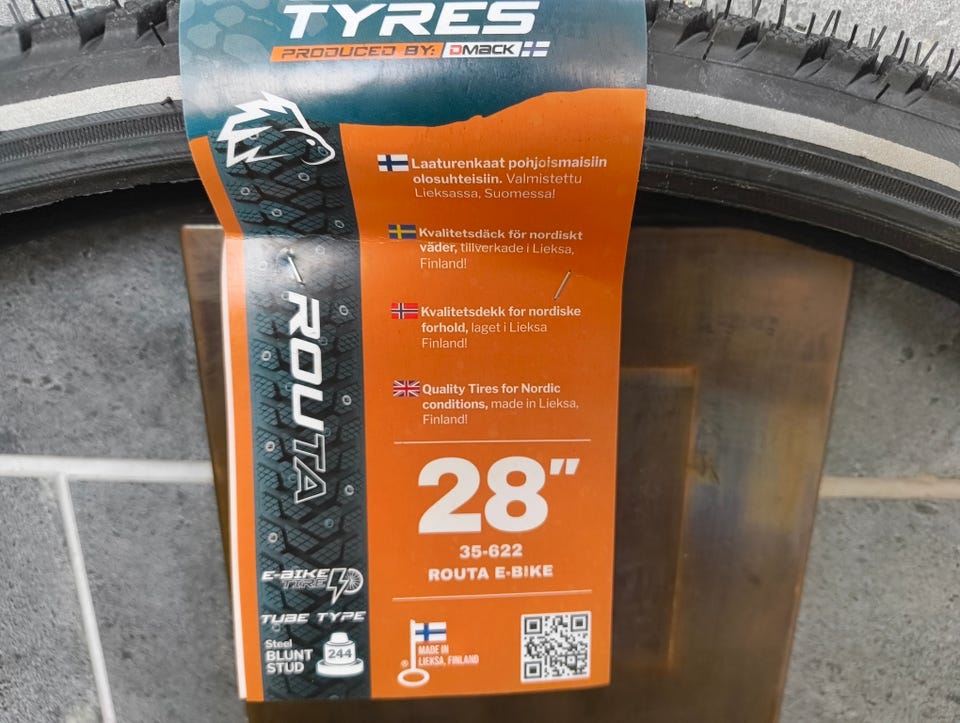 TYRES
PRODUCED BY: DMACK
Laaturenkaat pohjoismaisiin
olosuhteisiin. Valmistettu
Lieksassa, Suomessa!
Kvalitetsdäck för nordiskt
väder, tillverkade i Lieksa,
Finland!
Kvalitetsdekk for nordiske
forhold, laget i Lieksa
Finland!
Quality Tires for Nordic
conditions, made in Lieksa,
Finland!
ROUTA
28"
35-622
ROUTA E-BIKE
E-BIKE
TIRE
TUBE TYPE
Steel
BLUNT
STUD
244
MADE IN
LIEKSA, FINLAND